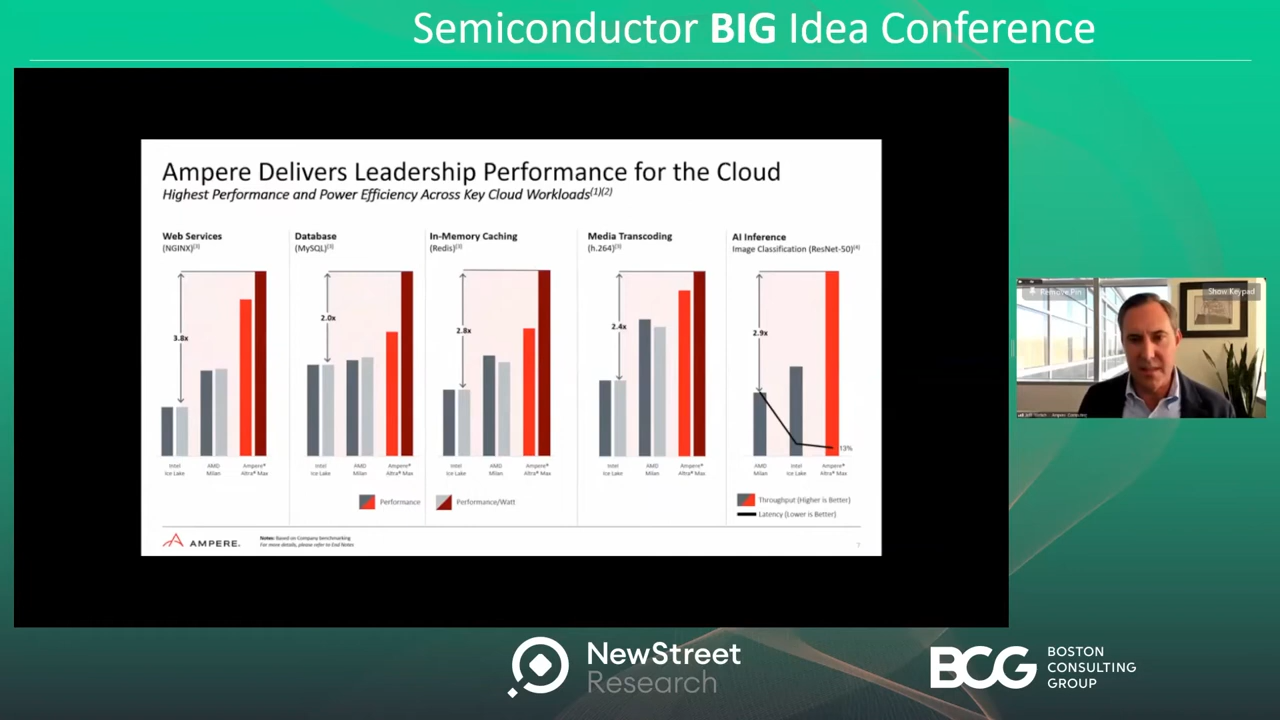 Semiconductor BIG Idea Conference
Ampere Delivers Leadership Performance for the Cloud
Highest Performance and Power Efficiency Across Key Cloud Workloads(1)(2)
Web Services
(NGINX)[3]
3.8x
Intel
Ice Lake
AMD
Milan
Ampere®
Altra® Max
Database
(MySQL)[3]
2.0x
Intel
Ice Lake
AMD
Milan
Ampere®
Altra® Max
In-Memory Caching
(Redis)[3]
2.8x
Intel
Ice Lake
AMD
Milan
Ampere®
Altra® Max
Media Transcoding
(h.264)[3]
2.4x
Intel
Ice Lake
AMD
Milan
Ampere®
Altra® Max
AI Inference
Image Classification (ResNet-50)[4]
2.9x
13%
AMD
Milan
Intel
Ice Lake
Ampere®
Altra® Max
Performance
Performance/Watt
Throughput (Higher is Better)
Latency (Lower is Better)
AMPERE.
Notes: Based on Company benchmarking
For more details, please refer to End Notes
7
Remove Pin
Show Keypad
NewStreet
Research
BCG
BOSTON
CONSULTING
GROUP